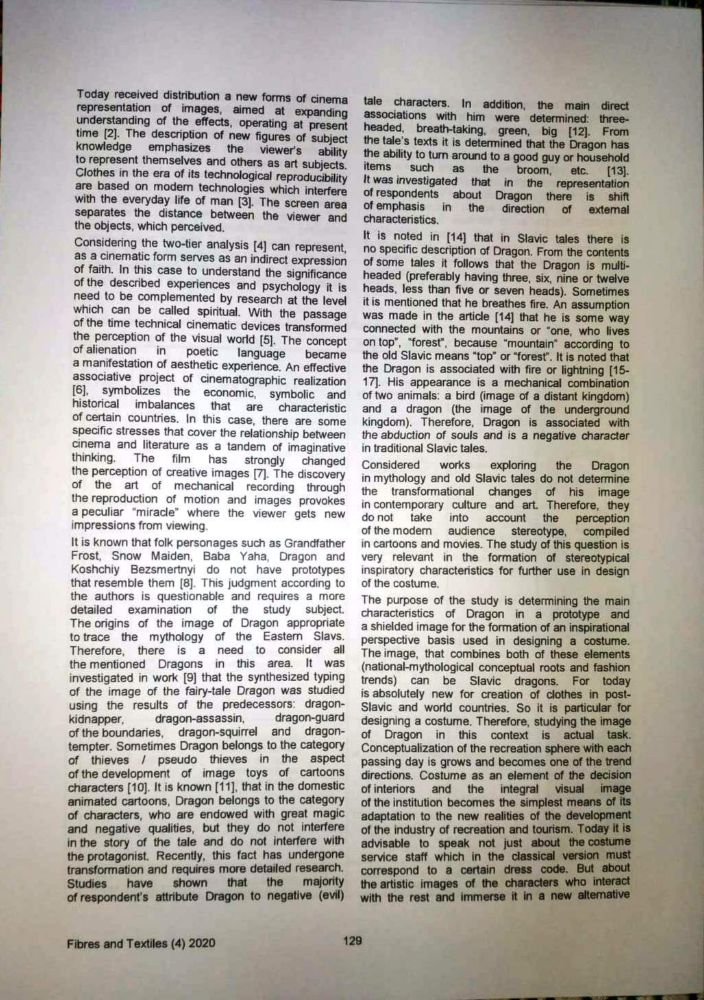 Today received distribution a new forms of cinema
representation of images, aimed at expanding
understanding of the effects, operating at present
time [2]. The description of new figures of subject
knowledge emphasizes the viewer's ability
to represent themselves and others as art subjects.
Clothes in the era of its technological reproducibility
are based on modern technologies which interfere
with the everyday life of man [3]. The screen area
separates the distance between the viewer and
the objects, which perceived.
Considering the two-tier analysis [4] can represent,
as a cinematic form serves as an indirect expression
of faith. In this case to understand the significance
of the described experiences and psychology it is
need to be complemented by research at the level
which can be called spiritual. With the passage
of the time technical cinematic devices transformed
the perception of the visual world [5]. The concept
of alienation in poetic language became
a manifestation of aesthetic experience. An effective
associative project of cinematographic realization
[6], symbolizes the economic, symbolic and
historical imbalances that are characteristic
of certain countries. In this case, there are some
specific stresses that cover the relationship between
cinema and literature as a tandem of imaginative
thinking. The film has strongly changed
the perception of creative images [7]. The discovery
of the art of mechanical recording through
the reproduction of motion and images provokes
a peculiar "miracle" where the viewer gets new
impressions from viewing.
It is known that folk personages such as Grandfather
Frost, Snow Maiden, Baba Yaha, Dragon and
Koshchiy Bezsmertnyi do not have prototypes
that resemble them [8]. This judgment according to
the authors is questionable and requires a more
detailed examination of the study subject.
The origins of the image of Dragon appropriate
to trace the mythology of the Eastern Slavs.
Therefore, there is a need to consider all
the mentioned Dragons in this area. It was
investigated in work [9] that the synthesized typing
of the image of the fairy-tale Dragon was studied
using the results of the predecessors: dragon-
kidnapper, dragon-assassin, dragon-guard
of the boundaries, dragon-squirrel and dragon-
tempter. Sometimes Dragon belongs to the category
of thieves / pseudo thieves in the aspect
of the development of image toys of cartoons
characters [10]. It is known [11], that in the domestic
animated cartoons, Dragon belongs to the category
of characters, who are endowed with great magic
and negative qualities, but they do not interfere
in the story of the tale and do not interfere with
the protagonist. Recently, this fact has undergone
transformation and requires more detailed research.
Studies have shown that the majority
of respondent's attribute Dragon to negative (evil)
tale characters. In addition, the main direct
associations with him were determined: three-
headed, breath-taking, green, big [12]. From
the tale's texts it is determined that the Dragon has
the ability to turn around to a good guy or household
items such as the broom, etc. [13].
It was investigated that in the representation
of respondents about Dragon there is shift
of emphasis in the direction of external
characteristics.
It is noted in [14] that in Slavic tales there is
no specific description of Dragon. From the contents
of some tales it follows that the Dragon is multi-
headed (preferably having three, six, nine or twelve
heads, less than five or seven heads). Sometimes
it is mentioned that he breathes fire. An assumption
was made in the article [14] that he is some way
connected with the mountains or "one, who lives
on top", "forest", because "mountain" according to
the old Slavic means "top" or "forest". It is noted that
the Dragon is associated with fire or lightning [15-
17]. His appearance is a mechanical combination
of two animals: a bird (image of a distant kingdom)
and a dragon (the image of the underground
kingdom). Therefore, Dragon is associated with
the abduction of souls and is a negative character
in traditional Slavic tales.
Considered works exploring the Dragon
in mythology and old Slavic tales do not determine
the transformational changes of his image
in contemporary culture and art. Therefore, they
do not take into account the perception
of the modern audience stereotype, compiled
in cartoons and movies. The study of this question is
very relevant in the formation of stereotypical
inspiratory characteristics for further use in design
of the costume.
The purpose of the study is determining the main
characteristics of Dragon in a prototype and
a shielded image for the formation of an inspirational
perspective basis used in designing a costume.
The image, that combines both of these elements
(national-mythological conceptual roots and fashion
trends) can be Slavic dragons. For today
is absolutely new for creation of clothes in post-
Slavic and world countries. So it is particular for
designing a costume. Therefore, studying the image
of Dragon in this context is actual task.
Conceptualization of the recreation sphere with each
passing day is grows and becomes one of the trend
directions. Costume as an element of the decision
of interiors and the integral visual image
of the institution becomes the simplest means of its
adaptation to the new realities of the development
of the industry of recreation and tourism. Today it is
advisable to speak not just about the costume
service staff which in the classical version must
correspond to a certain dress code. But about
the artistic images of the characters who interact
with the rest and immerse it in a new alternative
Fibres and Textiles (4) 2020
129